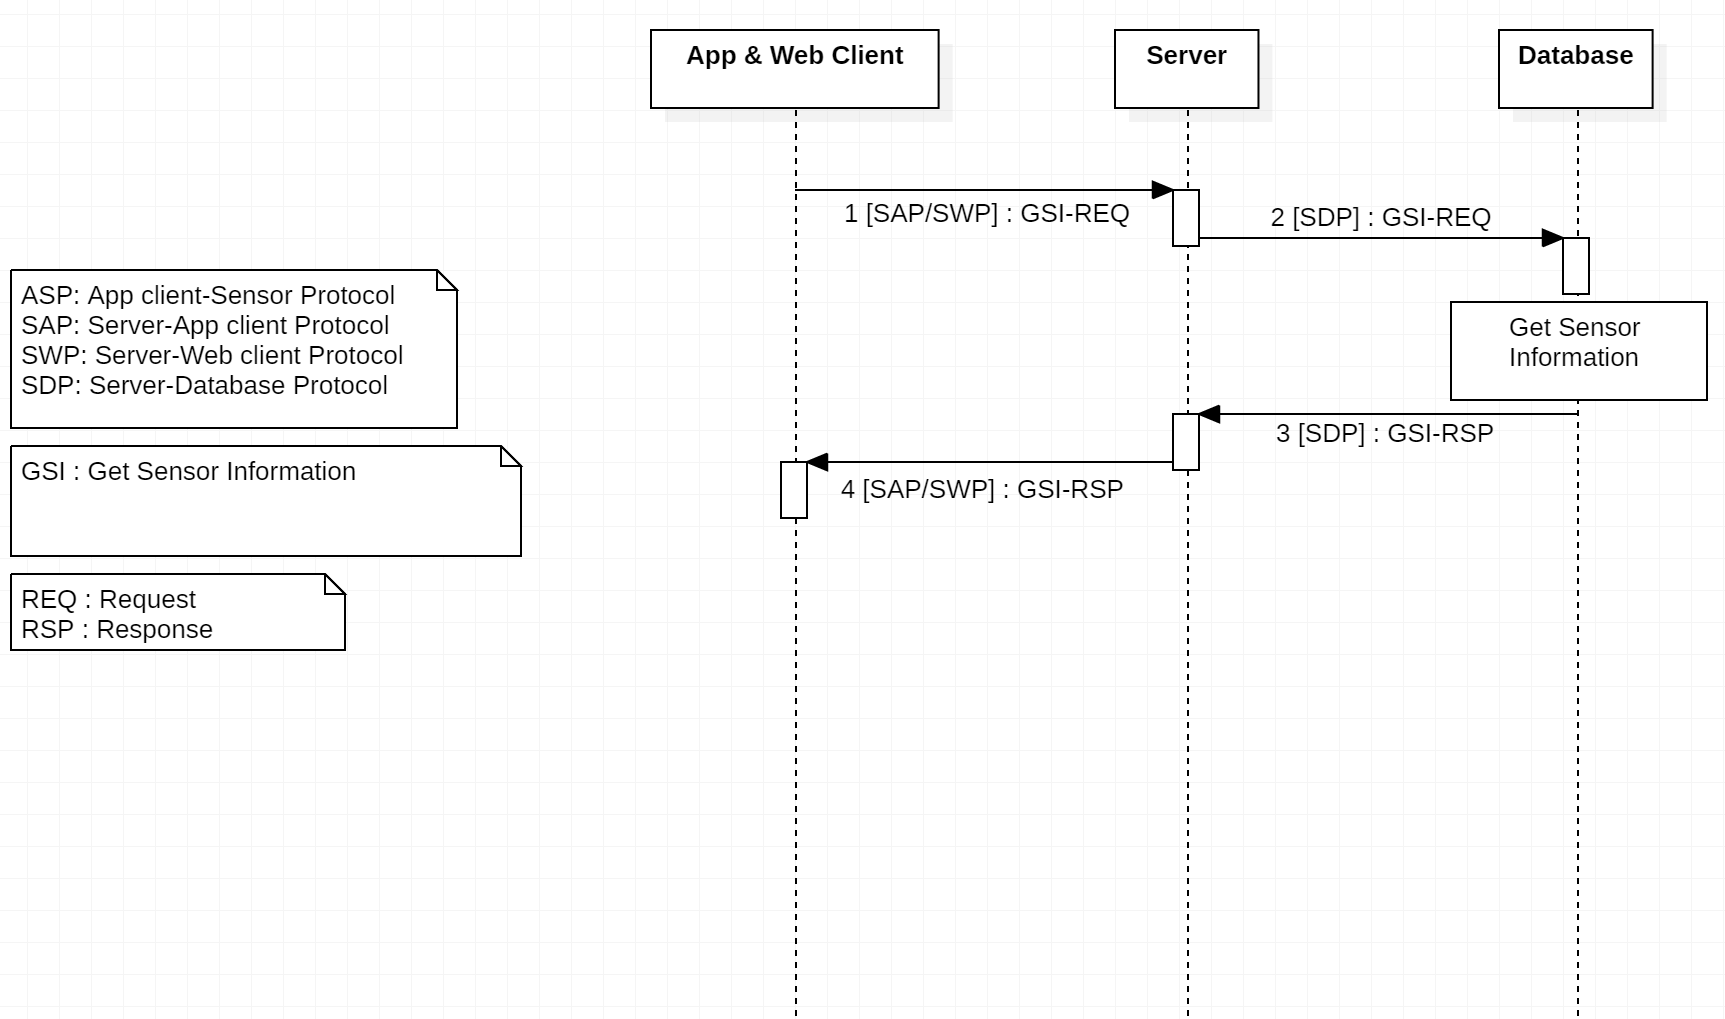 App & Web Client
Server
Database
1 [SAP/SWP] : GSI-REQ
2 [SDP] : GSI-REQ
ASP: App client-Sensor Protocol
SAP: Server-App client Protocol
SWP: Server-Web client Protocol
SDP: Server-Database Protocol
Get Sensor
Information
3 [SDP] : GSI-RSP
GSI : Get Sensor Information
4 [SAP/SWP] : GSI-RSP
REQ : Request
RSP : Response